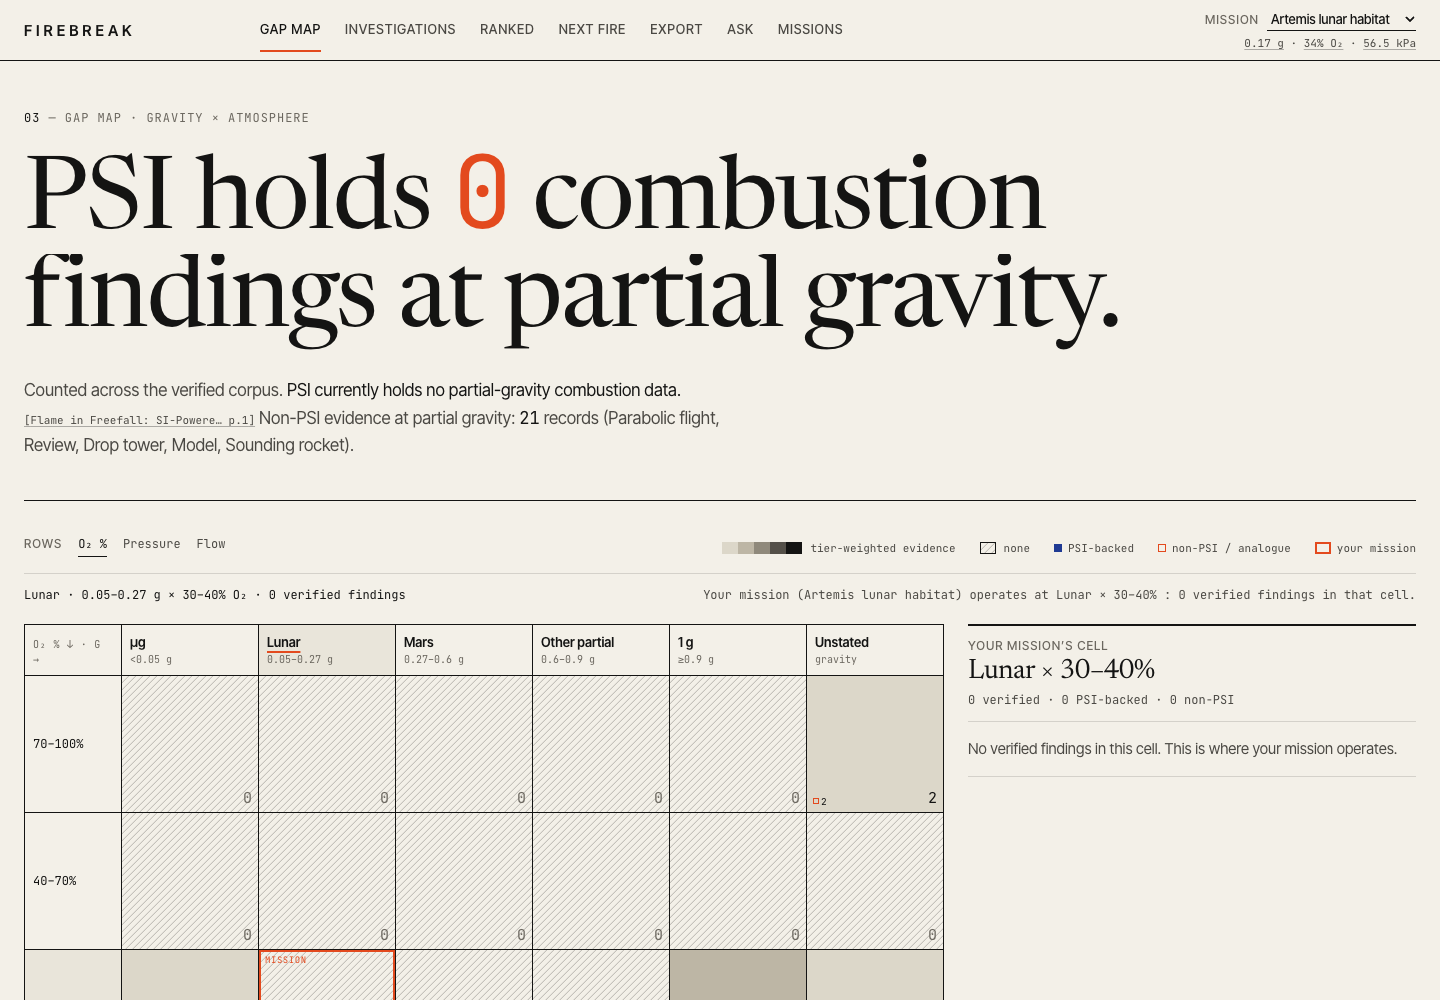 FIREBREAK
GAP MAP INVESTIGATIONS RANKED NEXT FIRE EXPORT ASK MISSIONS
MISSION Artemis lunar habitat
0.17 g · 34% O₂ · 56.5 kPa
03 — GAP MAP · GRAVITY × ATMOSPHERE
PSI holds 0 combustion
findings at partial gravity.
Counted across the verified corpus. PSI currently holds no partial-gravity combustion data.
[Flame in Freefall: SI-Powere… p.1] Non-PSI evidence at partial gravity: 21 records (Parabolic flight,
Review, Drop tower, Model, Sounding rocket).
ROWS O₂ % Pressure Flow
tier-weighted evidence none PSI-backed non-PSI / analogue your mission
Lunar · 0.05–0.27 g × 30–40% O₂ · 0 verified findings
Your mission (Artemis lunar habitat) operates at Lunar × 30–40% : 0 verified findings in that cell.
O₂ % ↓ · G →
µg <0.05 g
Lunar 0.05–0.27 g
Mars 0.27–0.6 g
Other partial 0.6–0.9 g
1 g ≥0.9 g
Unstated gravity
70–100%
0 0 0 0 0 2 2
40–70%
0 0 0 0 0 0
MISSION
YOUR MISSION'S CELL
Lunar × 30–40%
0 verified · 0 PSI-backed · 0 non-PSI
No verified findings in this cell. This is where your mission operates.